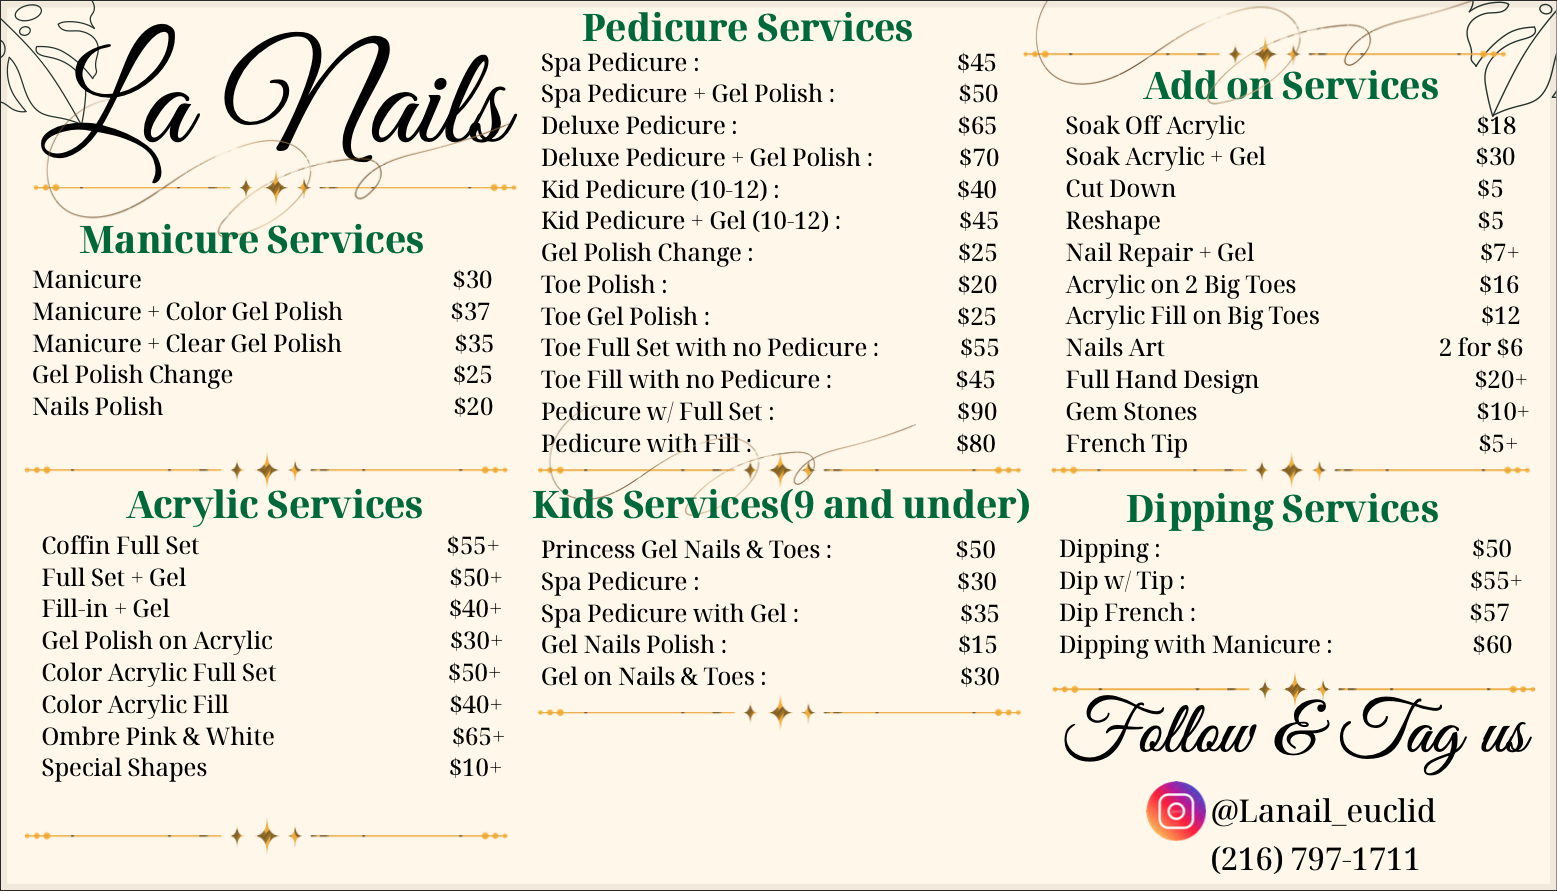 La Nails
Manicure Services
Manicure $30
Manicure + Color Gel Polish $37
Manicure + Clear Gel Polish $35
Gel Polish Change $25
Nails Polish $20
Acrylic Services
Coffin Full Set $55+
Full Set + Gel $50+
Fill-in + Gel $40+
Gel Polish on Acrylic $30+
Color Acrylic Full Set $50+
Color Acrylic Fill $40+
Ombre Pink & White $65+
Special Shapes $10+
Pedicure Services
Spa Pedicure : $45
Spa Pedicure + Gel Polish : $50
Deluxe Pedicure : $65
Deluxe Pedicure + Gel Polish : $70
Kid Pedicure (10-12) : $40
Kid Pedicure + Gel (10-12) : $45
Gel Polish Change : $25
Toe Polish : $20
Toe Gel Polish : $25
Toe Full Set with no Pedicure : $55
Toe Fill with no Pedicure : $45
Pedicure w/ Full Set : $90
Pedicure with Fill : $80
Kids Services(9 and under)
Princess Gel Nails & Toes : $50
Spa Pedicure : $30
Spa Pedicure with Gel : $35
Gel Nails Polish : $15
Gel on Nails & Toes : $30
Add on Services
Soak Off Acrylic $18
Soak Acrylic + Gel $30
Cut Down $5
Reshape $5
Nail Repair + Gel $7+
Acrylic on 2 Big Toes $16
Acrylic Fill on Big Toes $12
Nails Art 2 for $6
Full Hand Design $20+
Gem Stones $10+
French Tip $5+
Dipping Services
Dipping : $50
Dip w/ Tip : $55+
Dip French : $57
Dipping with Manicure : $60
Follow & Tag us
@Lanail_euclid
(216) 797-1711